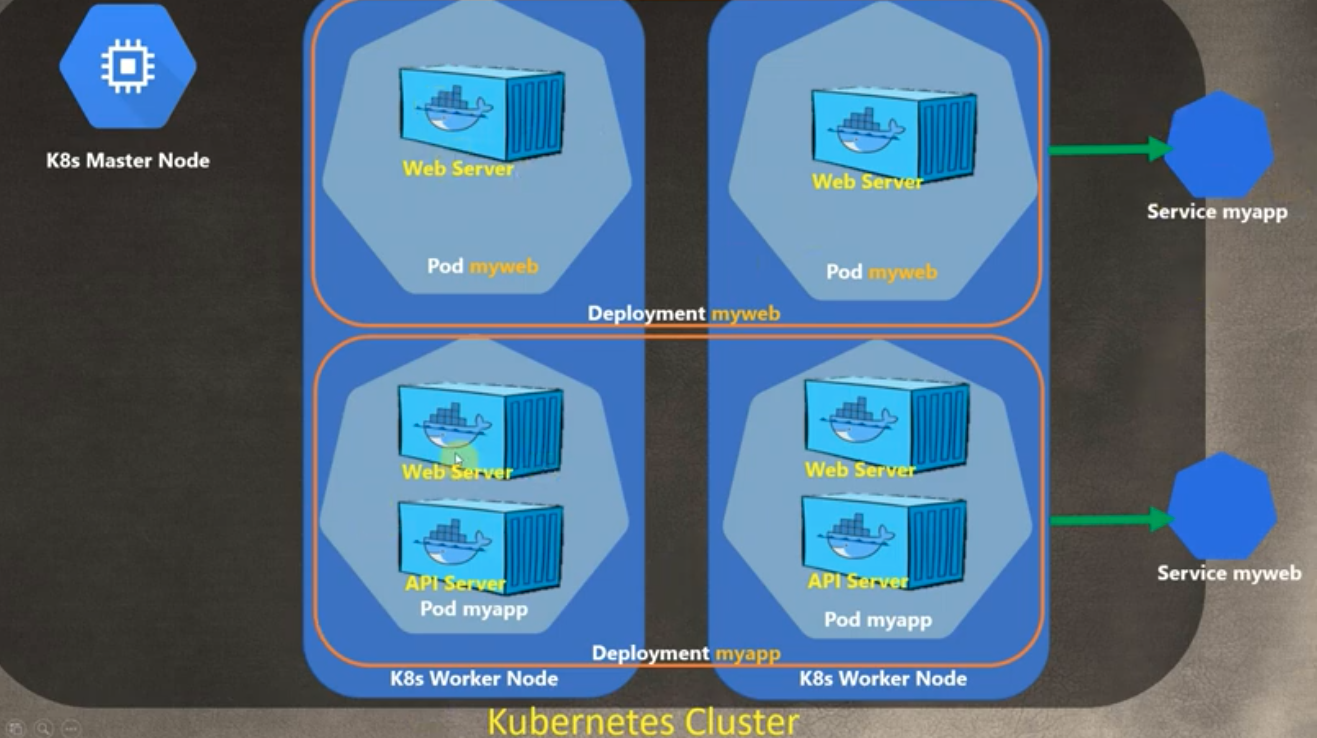 K8s Master Node
Web Server
Pod myweb
Web Server
Pod myweb
Deployment myweb
Service myapp
Web Server
API Server
Pod myapp
Web Server
API Server
Pod myapp
Deployment myapp
Service myweb
K8s Worker Node
K8s Worker Node
Kubernetes Cluster